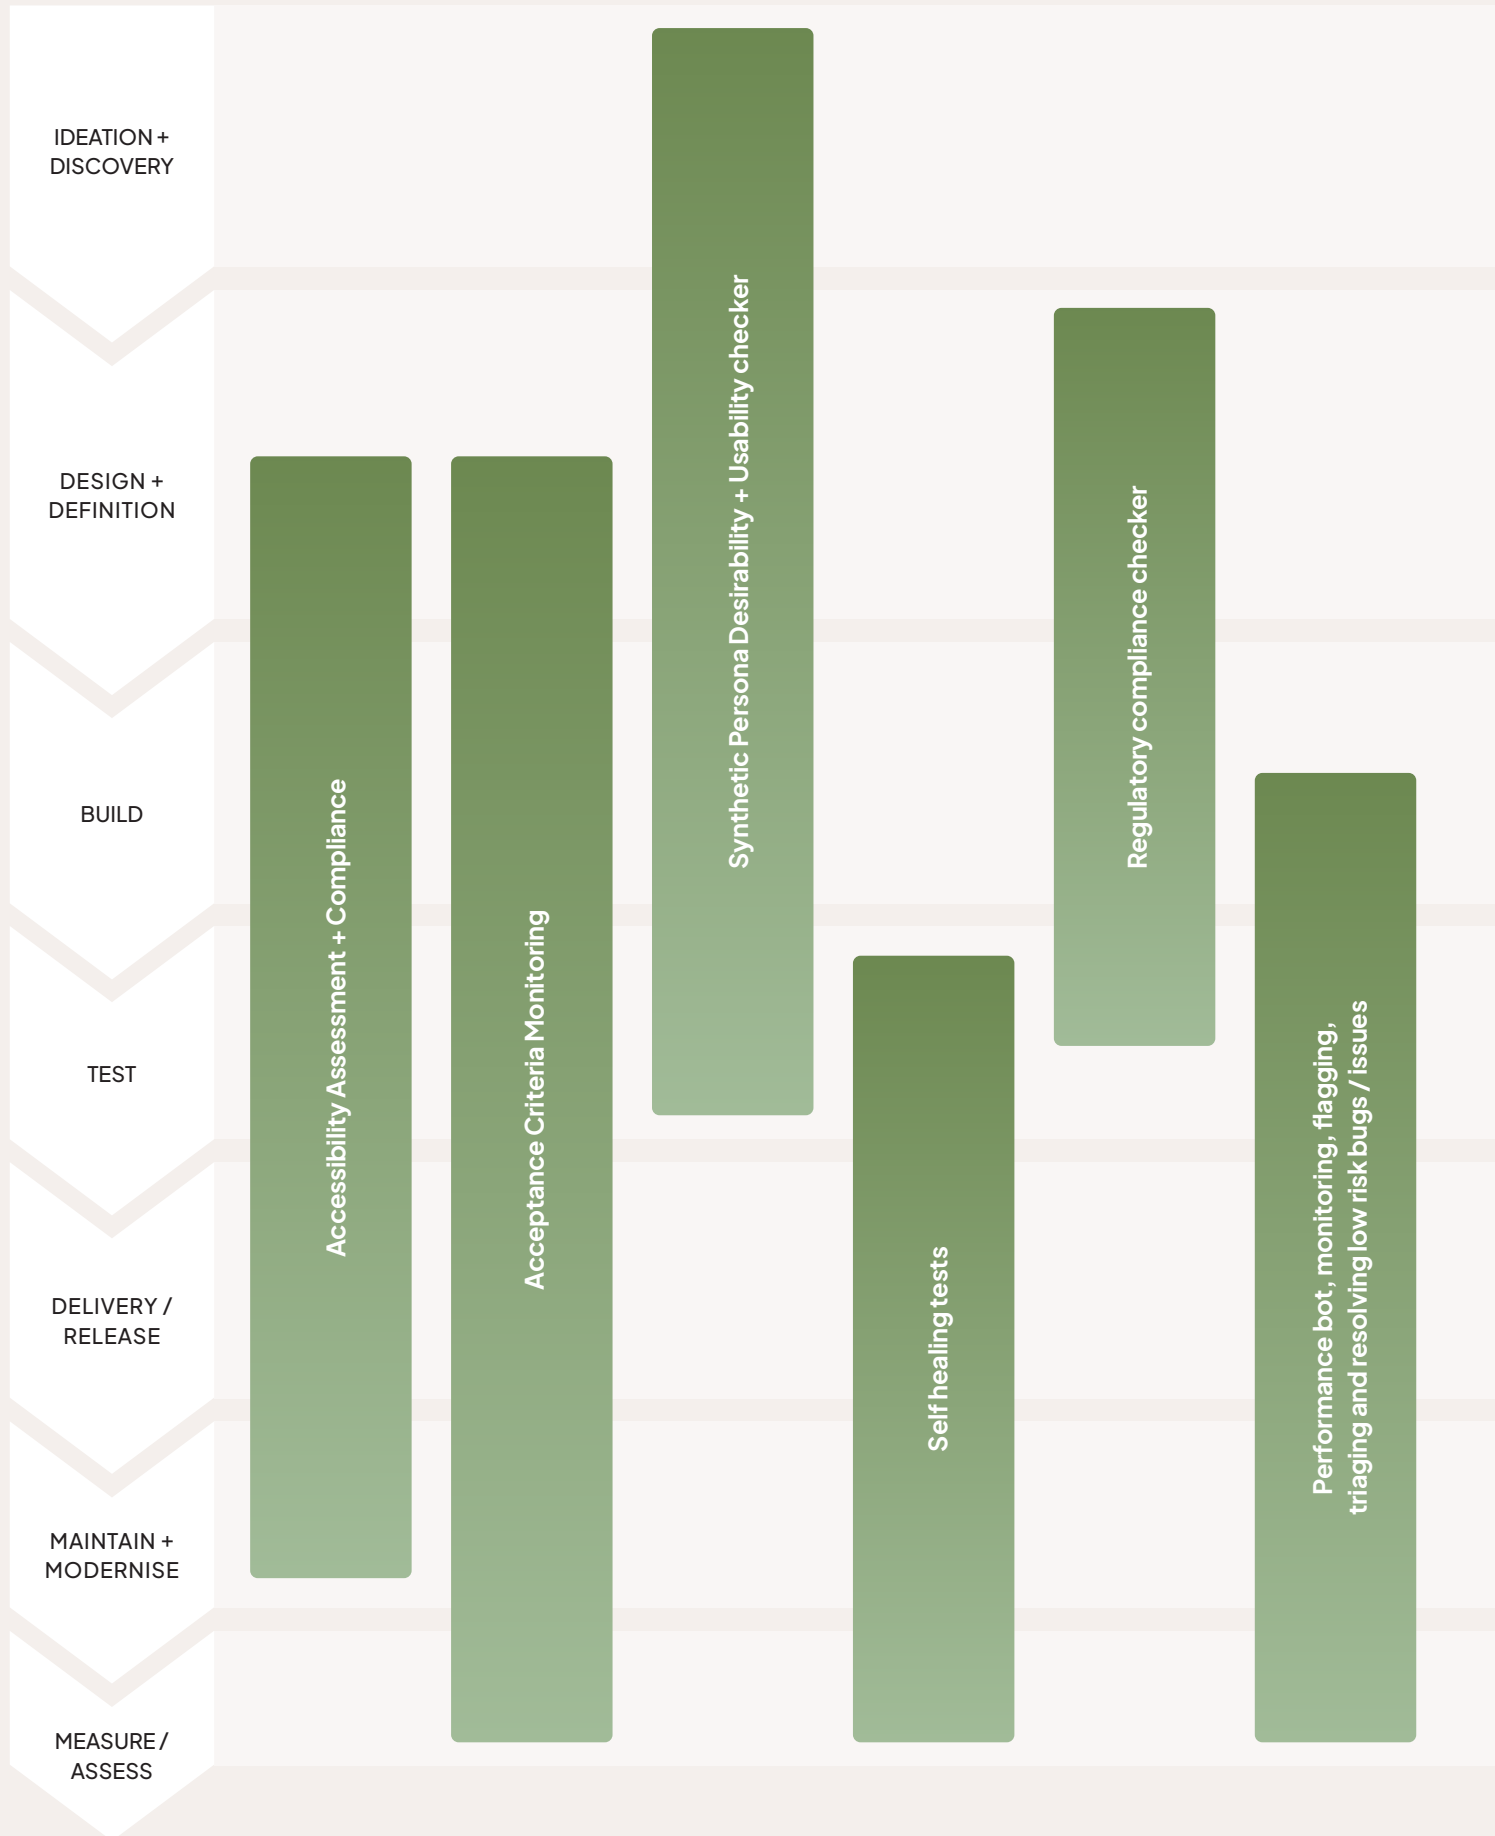 IDEATION +
DISCOVERY
DESIGN +
DEFINITION
BUILD
TEST
DELIVERY /
RELEASE
MAINTAIN +
MODERNISE
MEASURE /
ASSESS
Accessibility Assessment + Compliance
Acceptance Criteria Monitoring
Synthetic Persona Desirability + Usability checker
Self healing tests
Regulatory compliance checker
Performance bot, monitoring, flagging,
triaging and resolving low risk bugs / issues